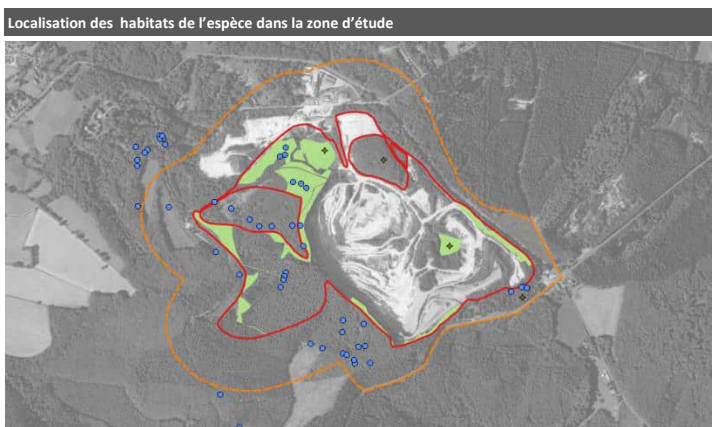 Localisation des  habitats de l’espèce dans la zone d’étude